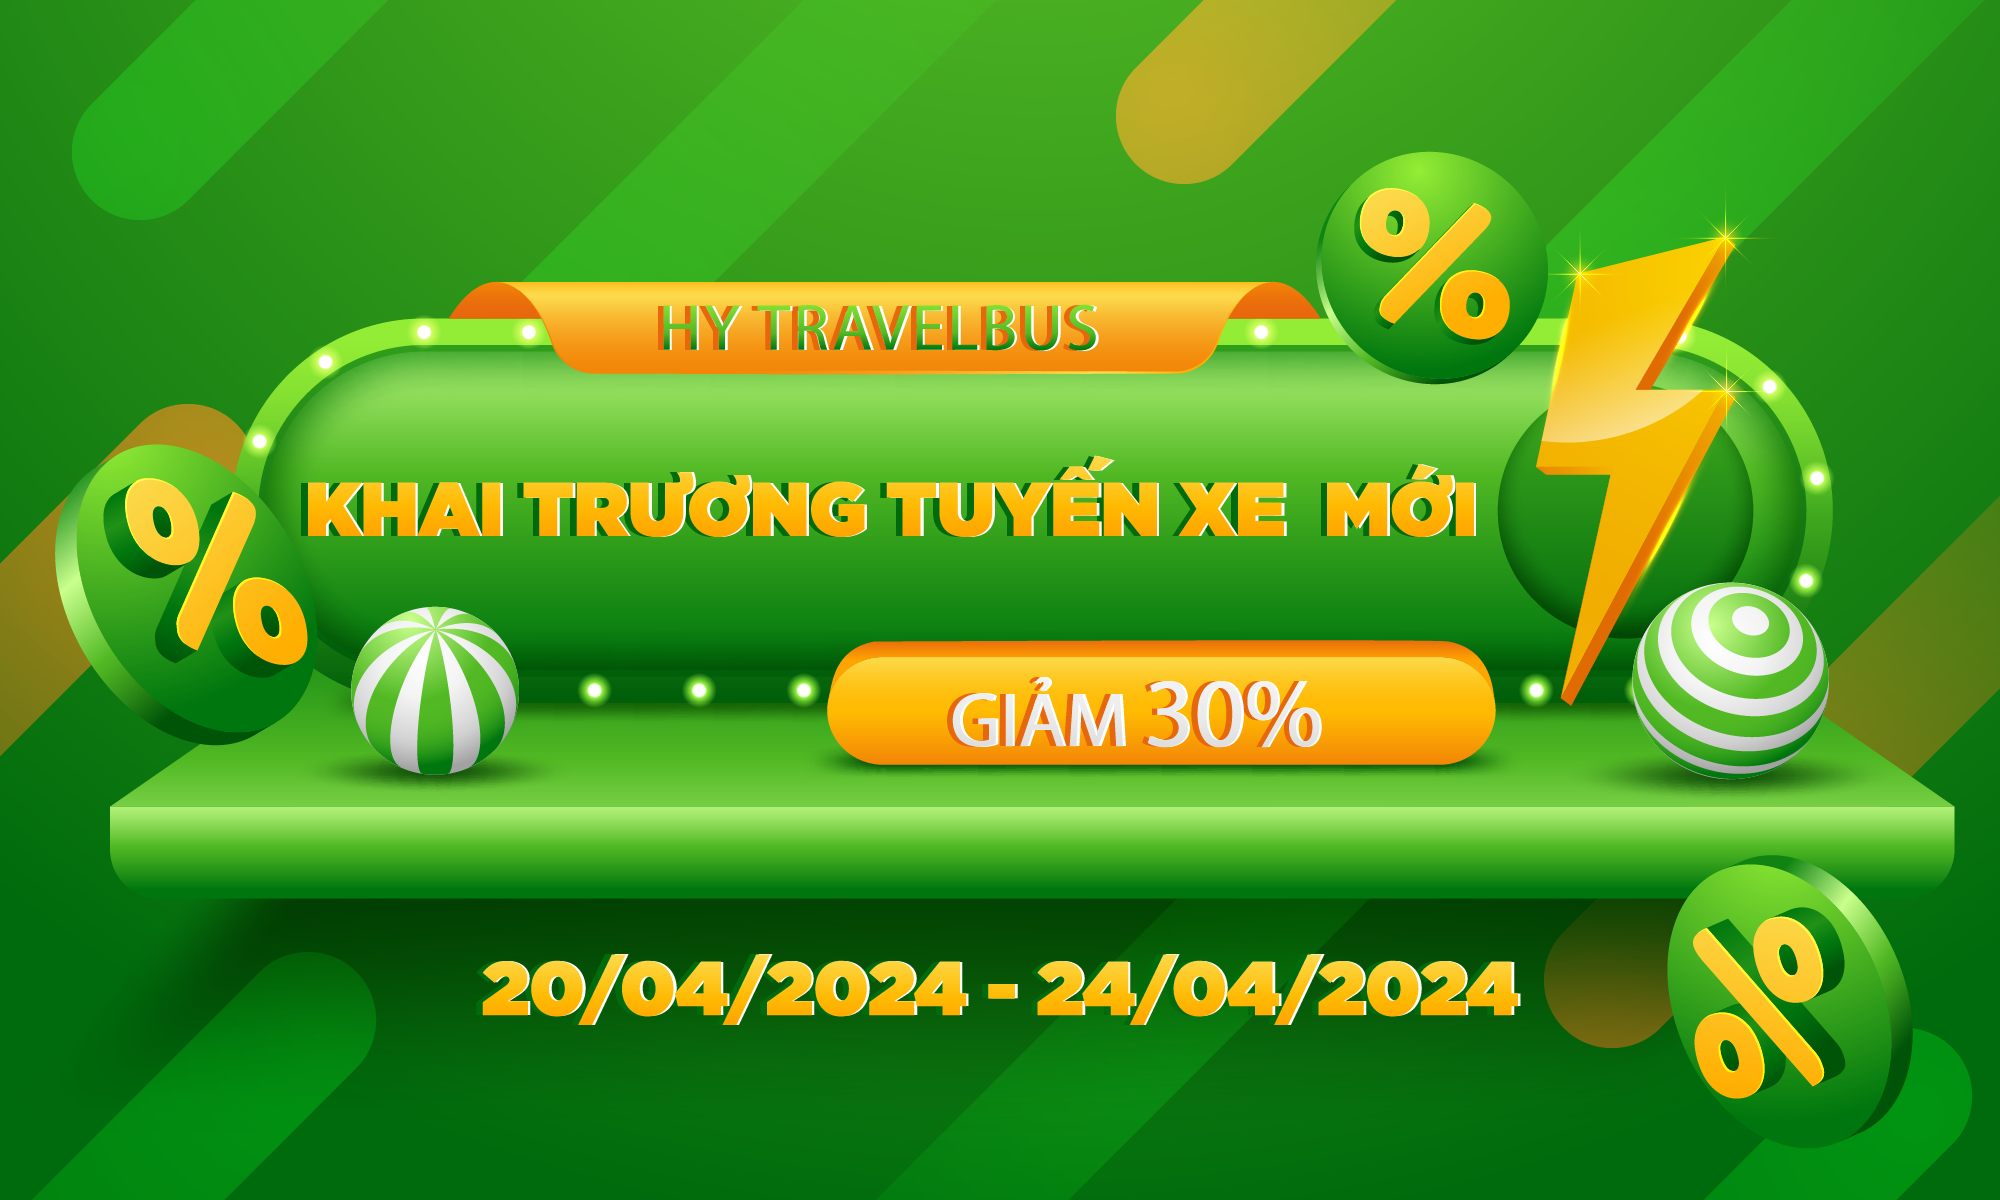 %
HY TRAVELBUS
KHAI TRƯƠNG TUYẾN XE MỚI
%
GIẢM 30%
20/04/2024 - 24/04/2024
%